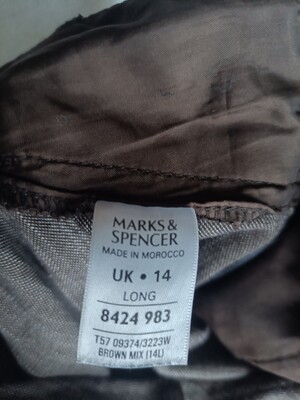 MARKS &
SPENCER
MADE IN MOROCCO
UK • 14
LONG
8424 983
T57 09374/3223W
BROWN MIX (14L)